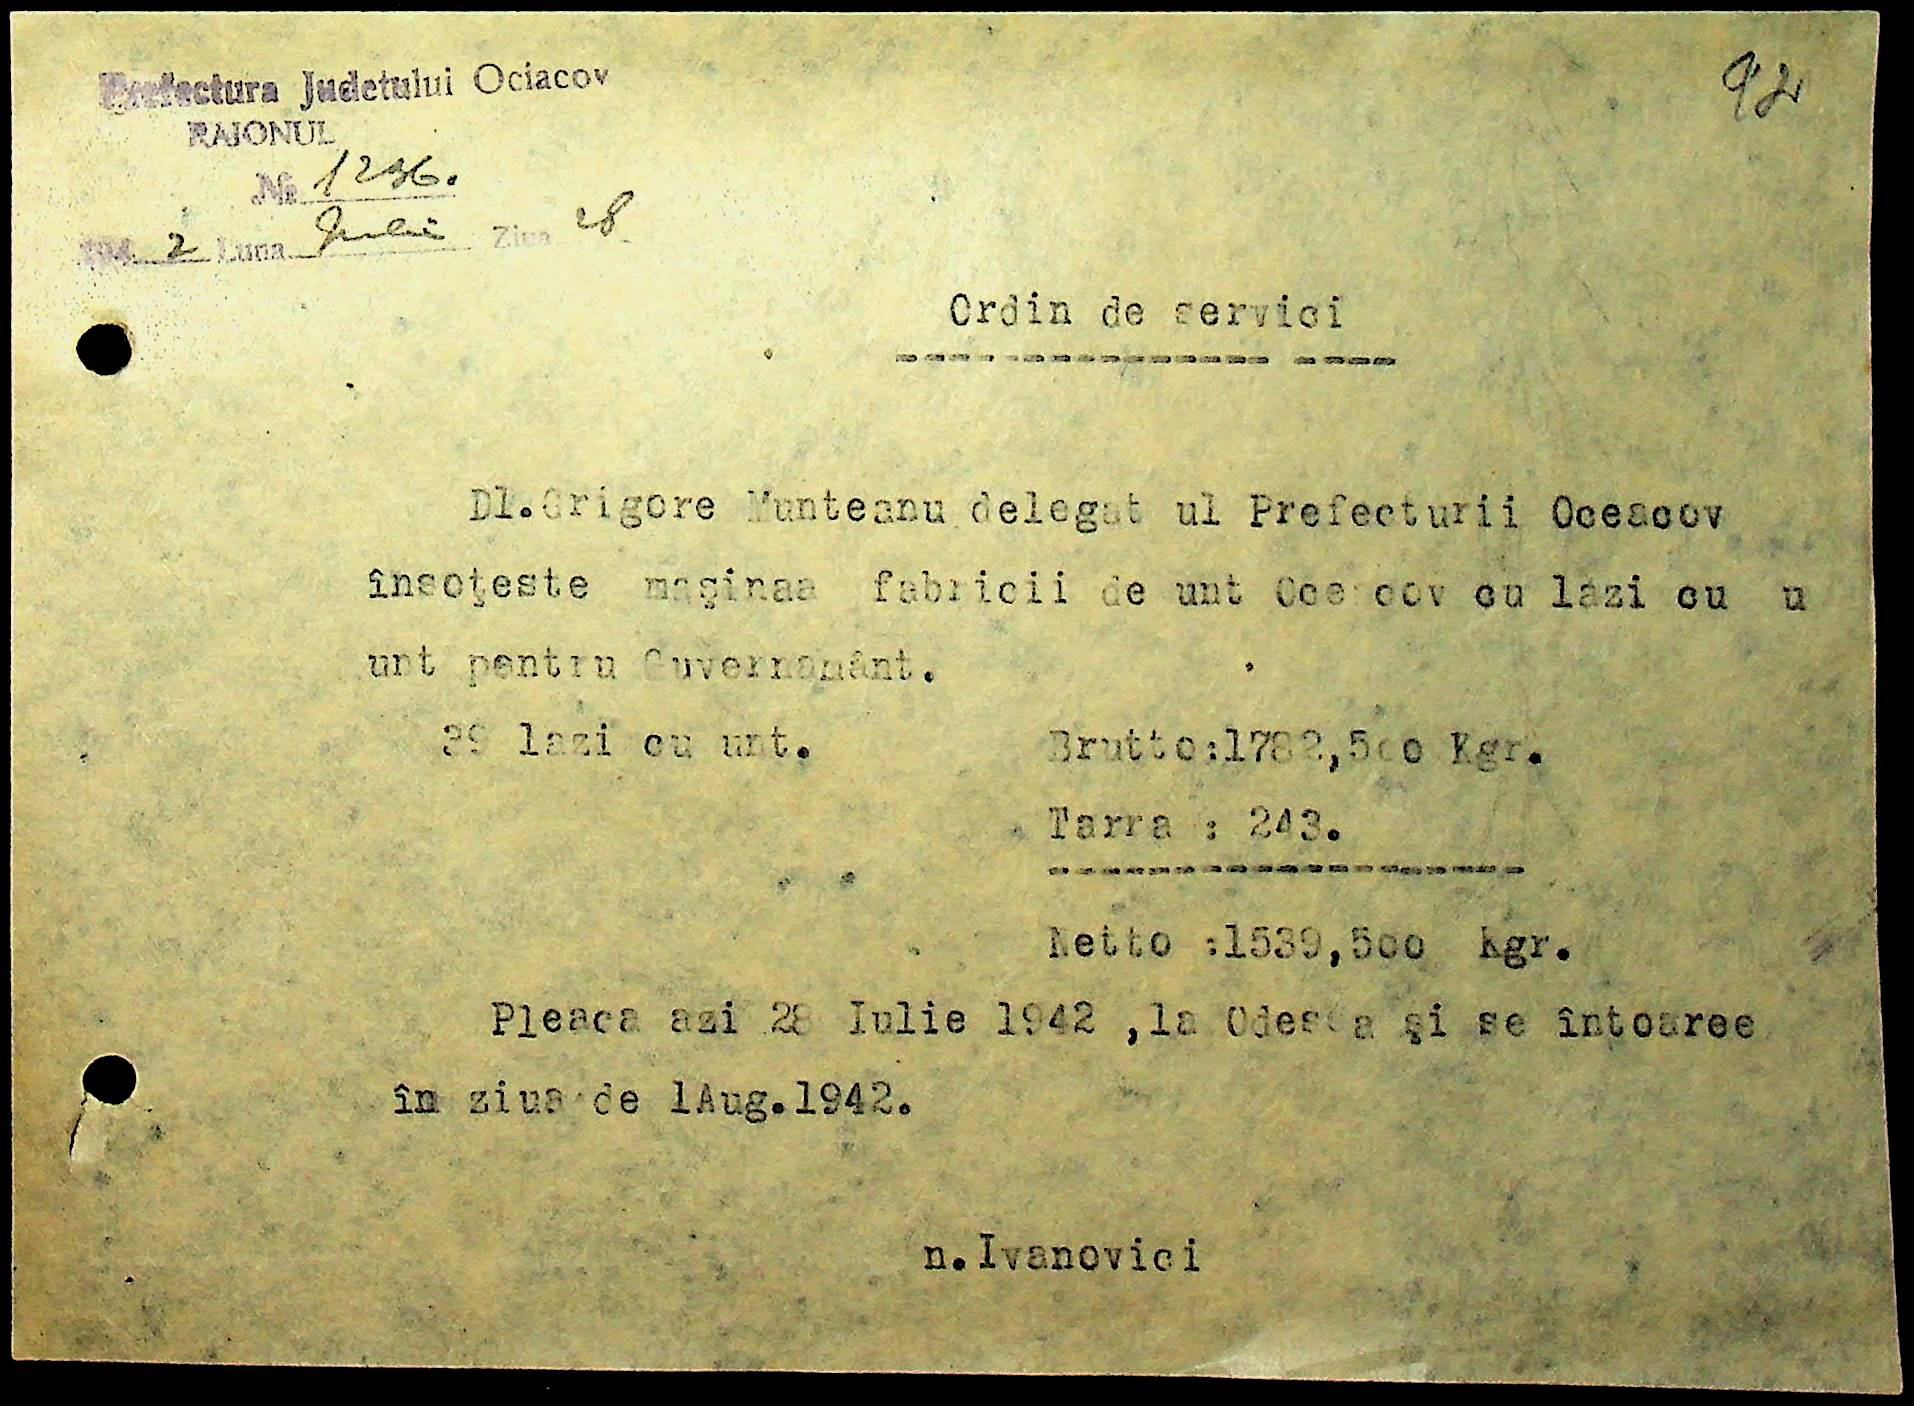 92
Prefectura Judetului Ociacov
RAIONUL
№ 1296.
194 2 Luna Iulie Ziua 28
Ordin de servici
Dl.Grigore Munteanu delegat ul Prefecturii Oceacov
însoţeste maşinaa fabricii de unt Oceacov cu lazi cu u
unt pentru Guvernamânt.
39 lazi cu unt. Brutto:1782,500 Kgr.
Tarra : 243.
Netto :1539,500 Kgr.
Pleaca azi 28 Iulie 1942 ,la Odessa şi se întoaree
în ziua de 1Aug.1942.
n.Ivanovici